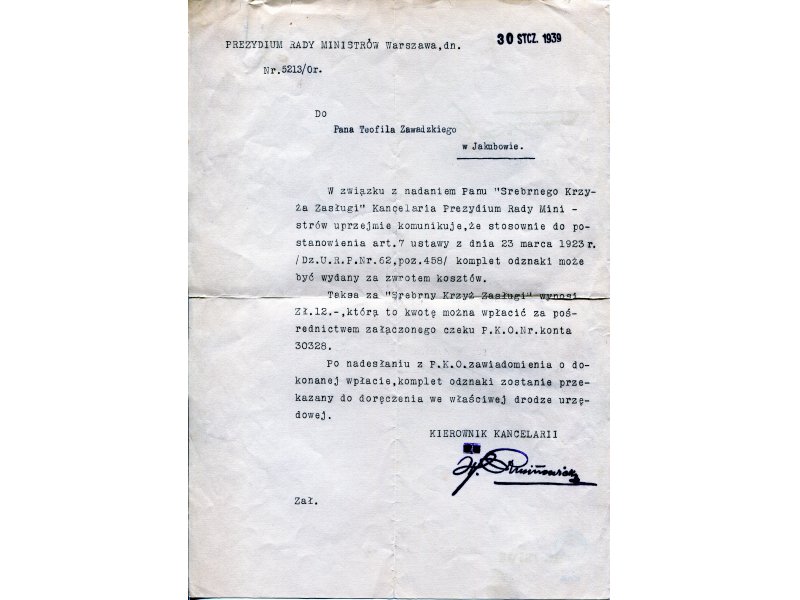 PREZYDIUM RADY MINISTRÓW Warszawa,dn. 30 STCZ. 1939
Nr.5213/Or.
Do
Pana Teofila Zawadzkiego
w Jakubowie.
W związku z nadaniem Panu "Srebrnego Krzy-
ża Zasługi" Kancelaria Prezydium Rady Mini -
strów uprzejmie komunikuje,że stosownie do po-
stanowienia art.7 ustawy z dnia 23 marca 1923 r.
/Dz.U.R.P.Nr.62,poz.458/ komplet odznaki może
być wydany za zwrotem kosztów.
Taksa za "Srebrny Krzyż Zasługi" wynosi
Zł.12.-,którą to kwotę można wpłacić za poś-
rednictwem załączonego czeku P.K.O.Nr.konta
30328.
Po nadesłaniu z P.K.O.zawiadomienia o do-
konanej wpłacie,komplet odznaki zostanie prze-
kazany do doręczenia we właściwej drodze urzę-
dowej.
KIEROWNIK KANCELARII
Zał.